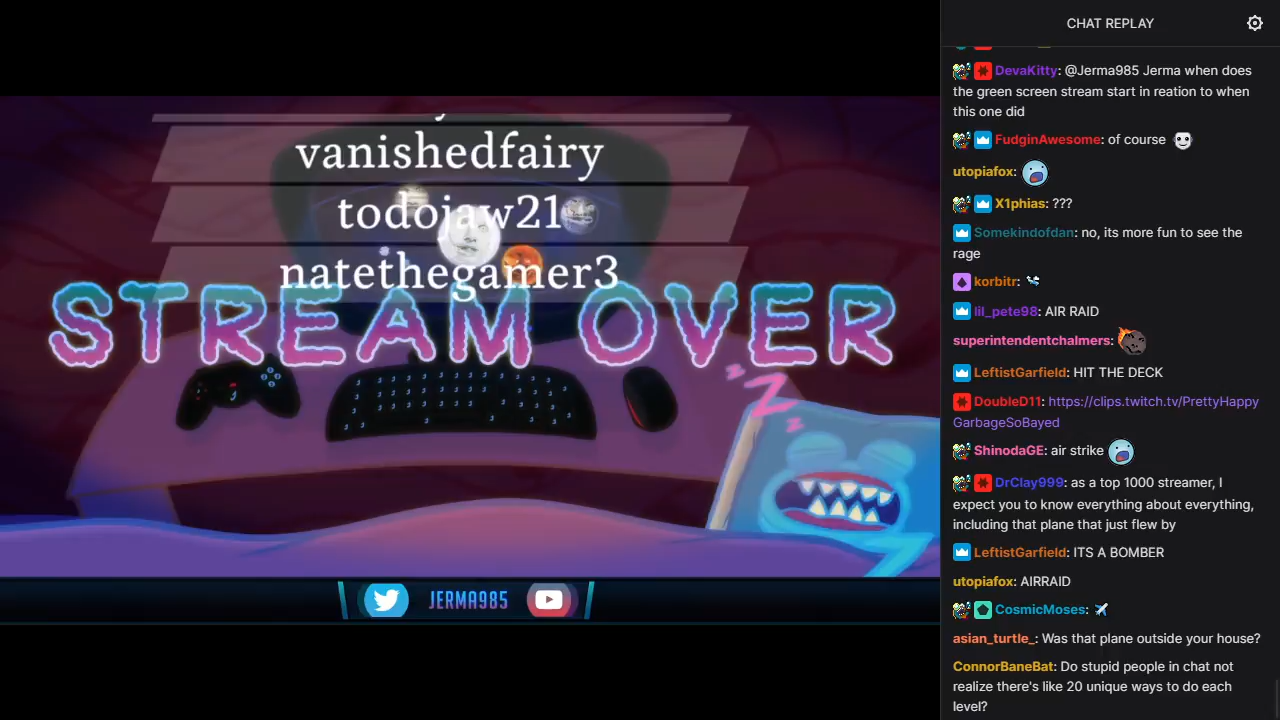 vanishedfairy
todojaw21
natethegamer3
STREAM OVER
z
Z
z
JERMA985
CHAT REPLAY
DevaKitty: @Jerma985 Jerma when does
the green screen stream start in reation to when
this one did
FudginAwesome: of course
utopiafox:
X1phias: ???
Somekindofdan: no, its more fun to see the
rage
korbitr:
lil_pete98: AIR RAID
superintendentchalmers:
LeftistGarfield: HIT THE DECK
DoubleD11: https://clips.twitch.tv/PrettyHappy
GarbageSoBayed
ShinodaGE: air strike
DrClay999: as a top 1000 streamer, I
expect you to know everything about everything,
including that plane that just flew by
LeftistGarfield: ITS A BOMBER
utopiafox: AIRRAID
CosmicMoses:
asian_turtle_: Was that plane outside your house?
ConnorBaneBat: Do stupid people in chat not
realize there's like 20 unique ways to do each
level?